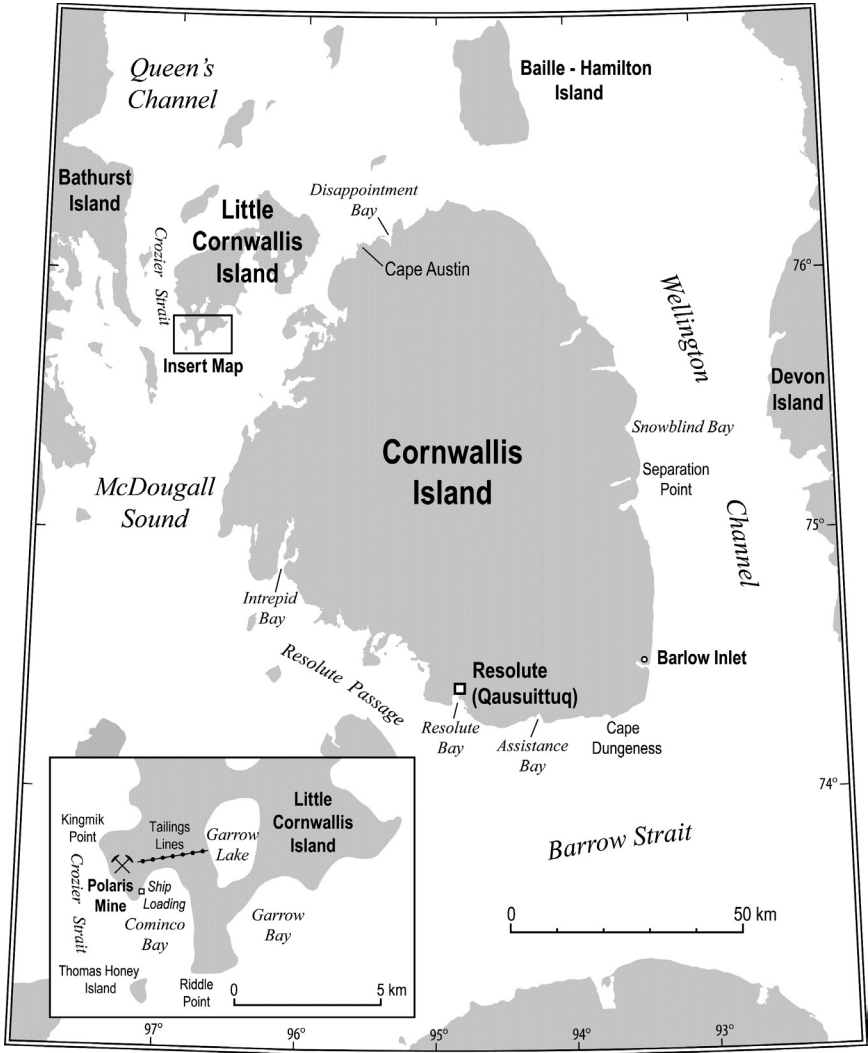 Queen's
Channel
Baille - Hamilton
Island
Bathurst
Island
Disappointment
Bay
Little
Cornwallis
Island
Crozier Strait
Cape Austin
76°
Wellington
Channel
Insert Map
Devon
Island
Snowblind Bay
Cornwallis
Island
Separation
Point
McDougall
Sound
75°
Intrepid
Bay
Resolute Passage
Barlow Inlet
Resolute
(Qausuittuq)
Resolute
Bay
Assistance
Bay
Cape
Dungeness
74°
Barrow Strait
0 50 km
Kingmik
Point
Tailings
Lines
Garrow
Lake
Little
Cornwallis
Island
Crozier Strait
Polaris
Mine
Ship
Loading
Cominco
Bay
Garrow
Bay
Thomas Honey
Island
Riddle
Point
0 5 km
97° 96° 95° 94° 93°